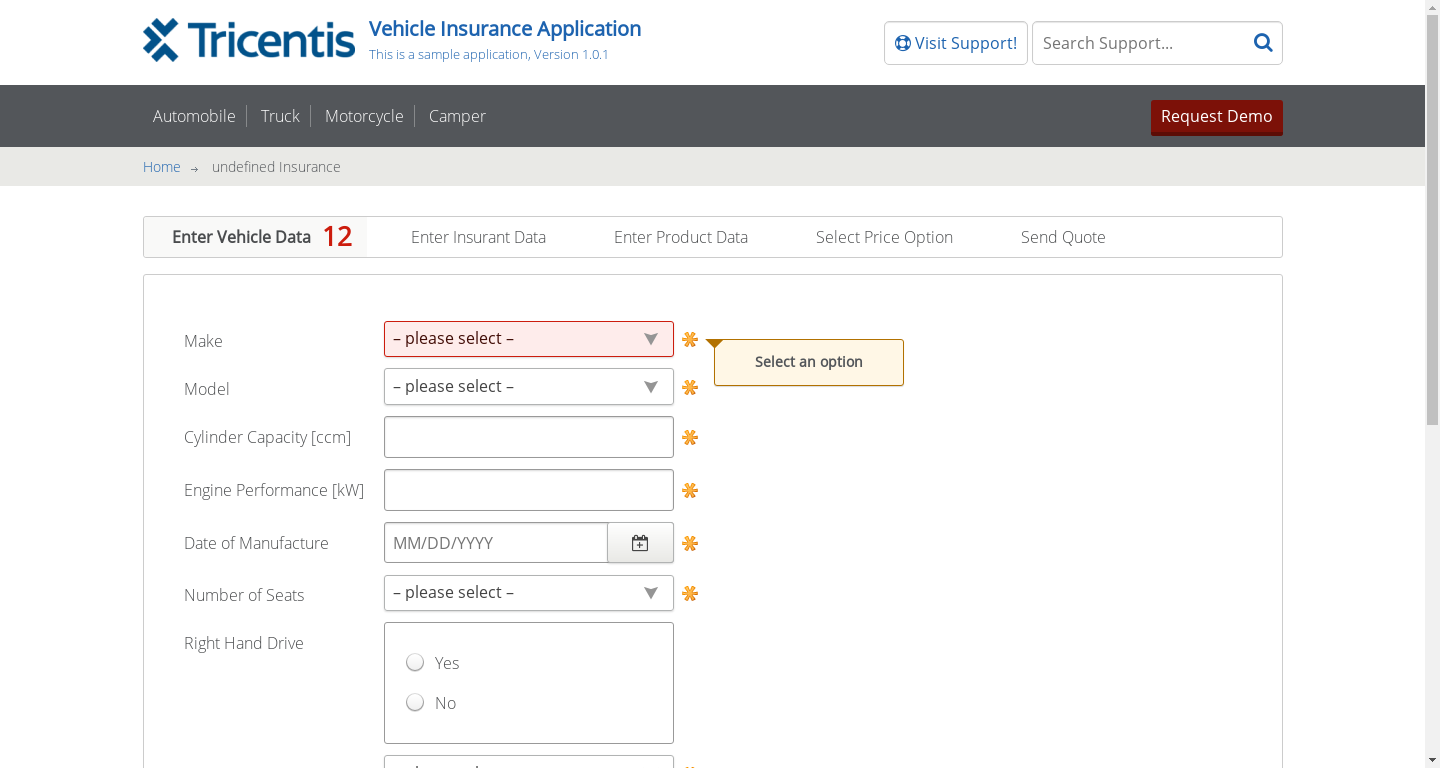 Tricentis
Vehicle Insurance Application
This is a sample application, Version 1.0.1
Visit Support!
Search Support...
Automobile
Truck
Motorcycle
Camper
Request Demo
Home
undefined Insurance
Enter Vehicle Data 12
Enter Insurant Data
Enter Product Data
Select Price Option
Send Quote
Make
– please select –
Select an option
Model
– please select –
Cylinder Capacity [ccm]
Engine Performance [kW]
Date of Manufacture
MM/DD/YYYY
Number of Seats
– please select –
Right Hand Drive
Yes
No